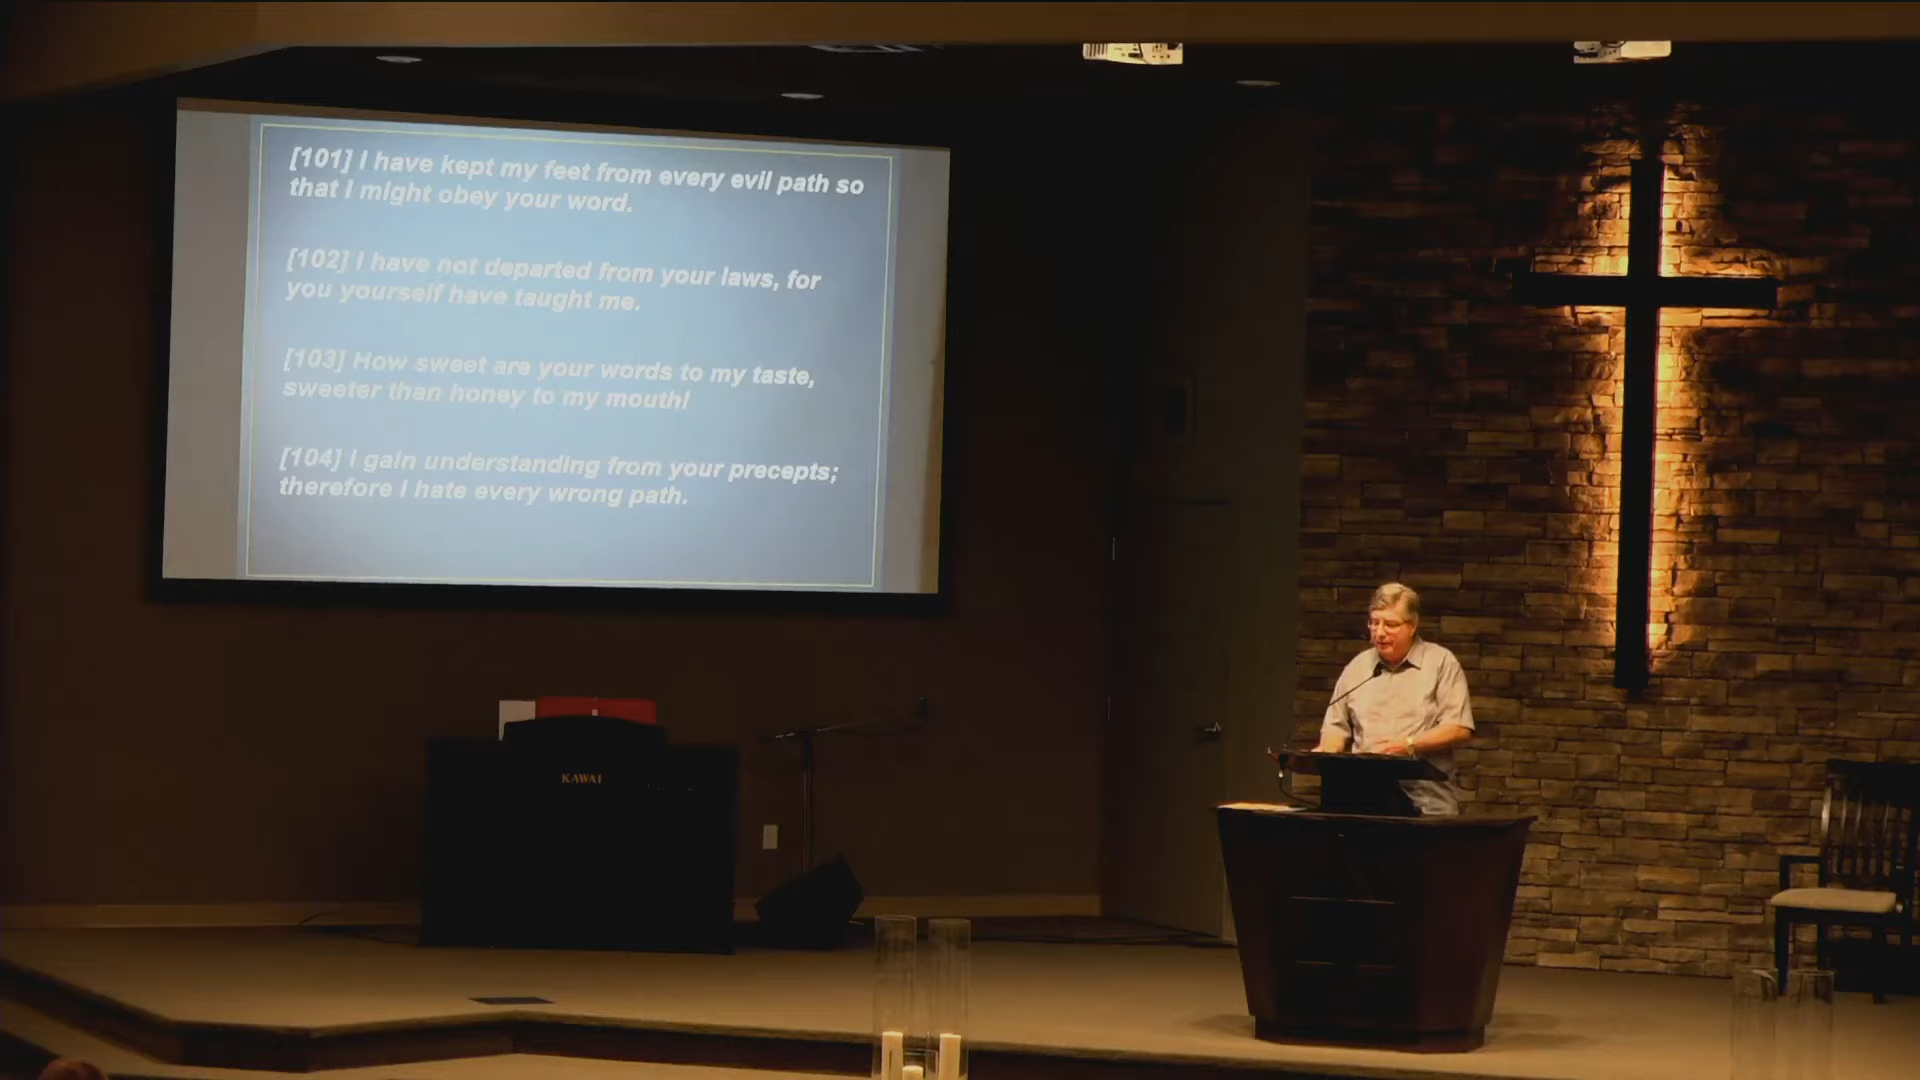 [101] I have kept my feet from every evil path so
that I might obey your word.
[102] I have not departed from your laws, for
you yourself have taught me.
[103] How sweet are your words to my taste,
sweeter than honey to my mouth!
[104] I gain understanding from your precepts;
therefore I hate every wrong path.
KAWAI